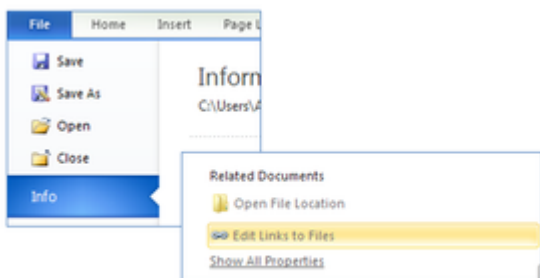 File Home Insert Page L
Save
Save As
Open
Close
Info
Inform
C:\Users\A
Related Documents
Open File Location
Edit Links to Files
Show All Properties